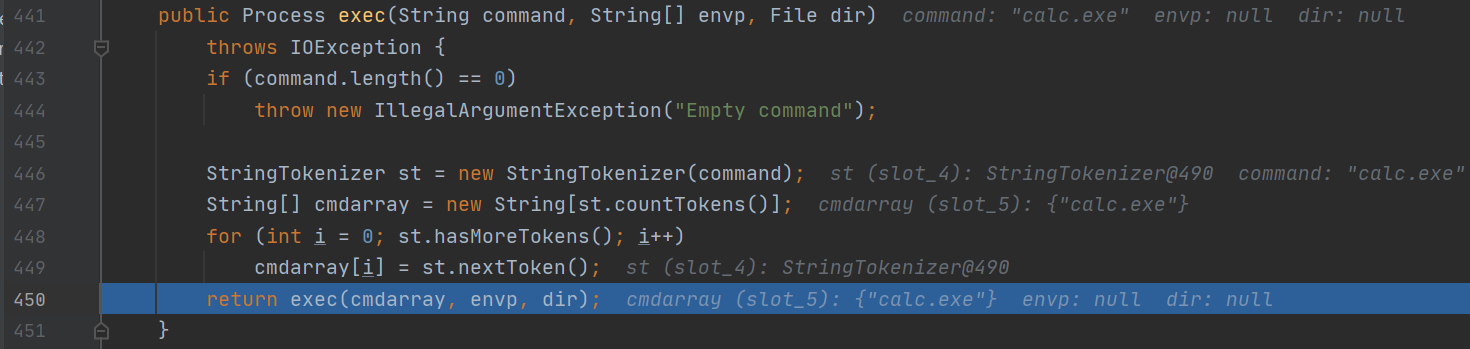 441 public Process exec(String command, String[] envp, File dir) command: "calc.exe" envp: null dir: null
442 throws IOException {
443 if (command.length() == 0)
444 throw new IllegalArgumentException("Empty command");
445
446 StringTokenizer st = new StringTokenizer(command); st (slot_4): StringTokenizer@490 command: "calc.exe"
447 String[] cmdarray = new String[st.countTokens()]; cmdarray (slot_5): {"calc.exe"}
448 for (int i = 0; st.hasMoreTokens(); i++)
449 cmdarray[i] = st.nextToken(); st (slot_4): StringTokenizer@490
450 return exec(cmdarray, envp, dir); cmdarray (slot_5): {"calc.exe"} envp: null dir: null
451 }